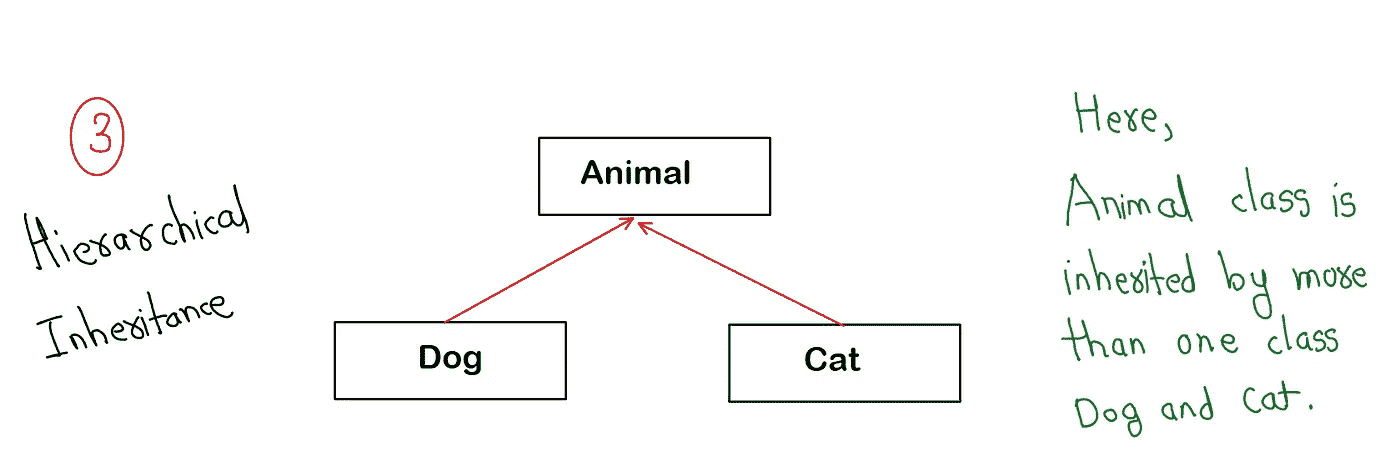 3
Hierarchical
Inheritance
Animal
Dog
Cat
Here,
Animal class is
inherited by more
than one class
Dog and Cat.